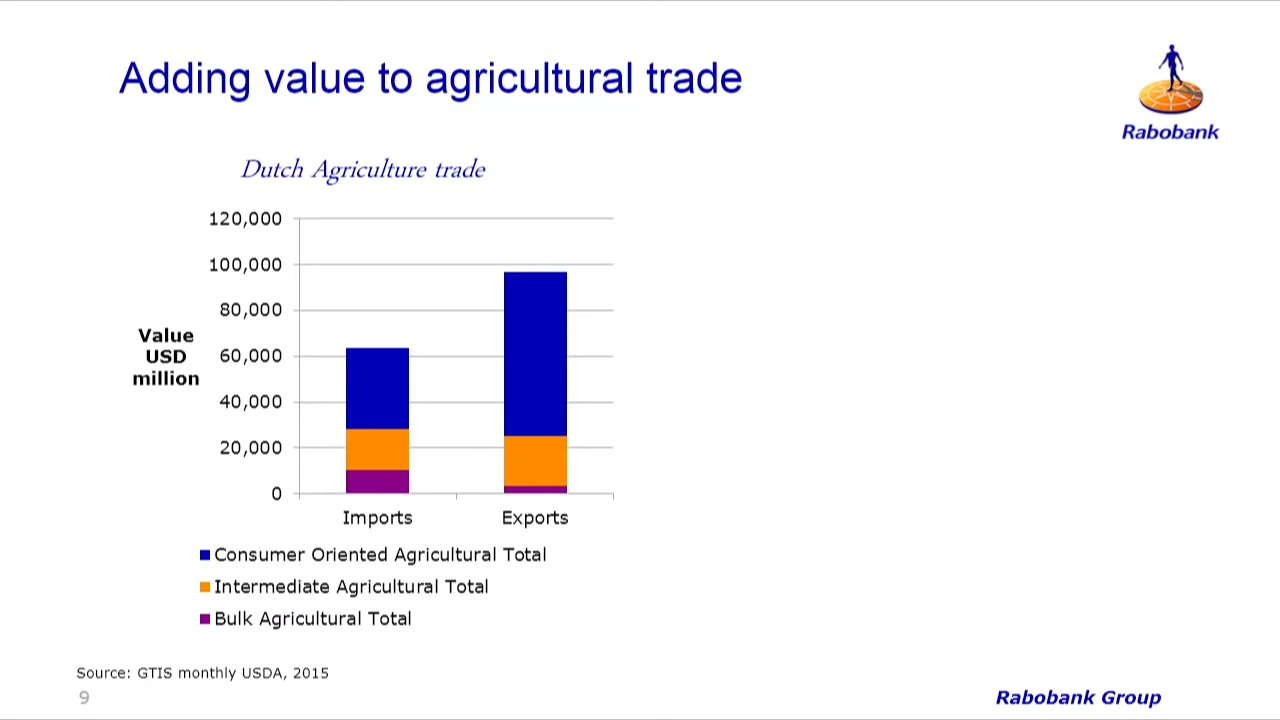 Adding value to agricultural trade
Rabobank
Dutch Agriculture trade
120,000
100,000
80,000
60,000
40,000
20,000
0
Value
USD
million
Imports Exports
Consumer Oriented Agricultural Total
Intermediate Agricultural Total
Bulk Agricultural Total
Source: GTIS monthly USDA, 2015
9
Rabobank Group